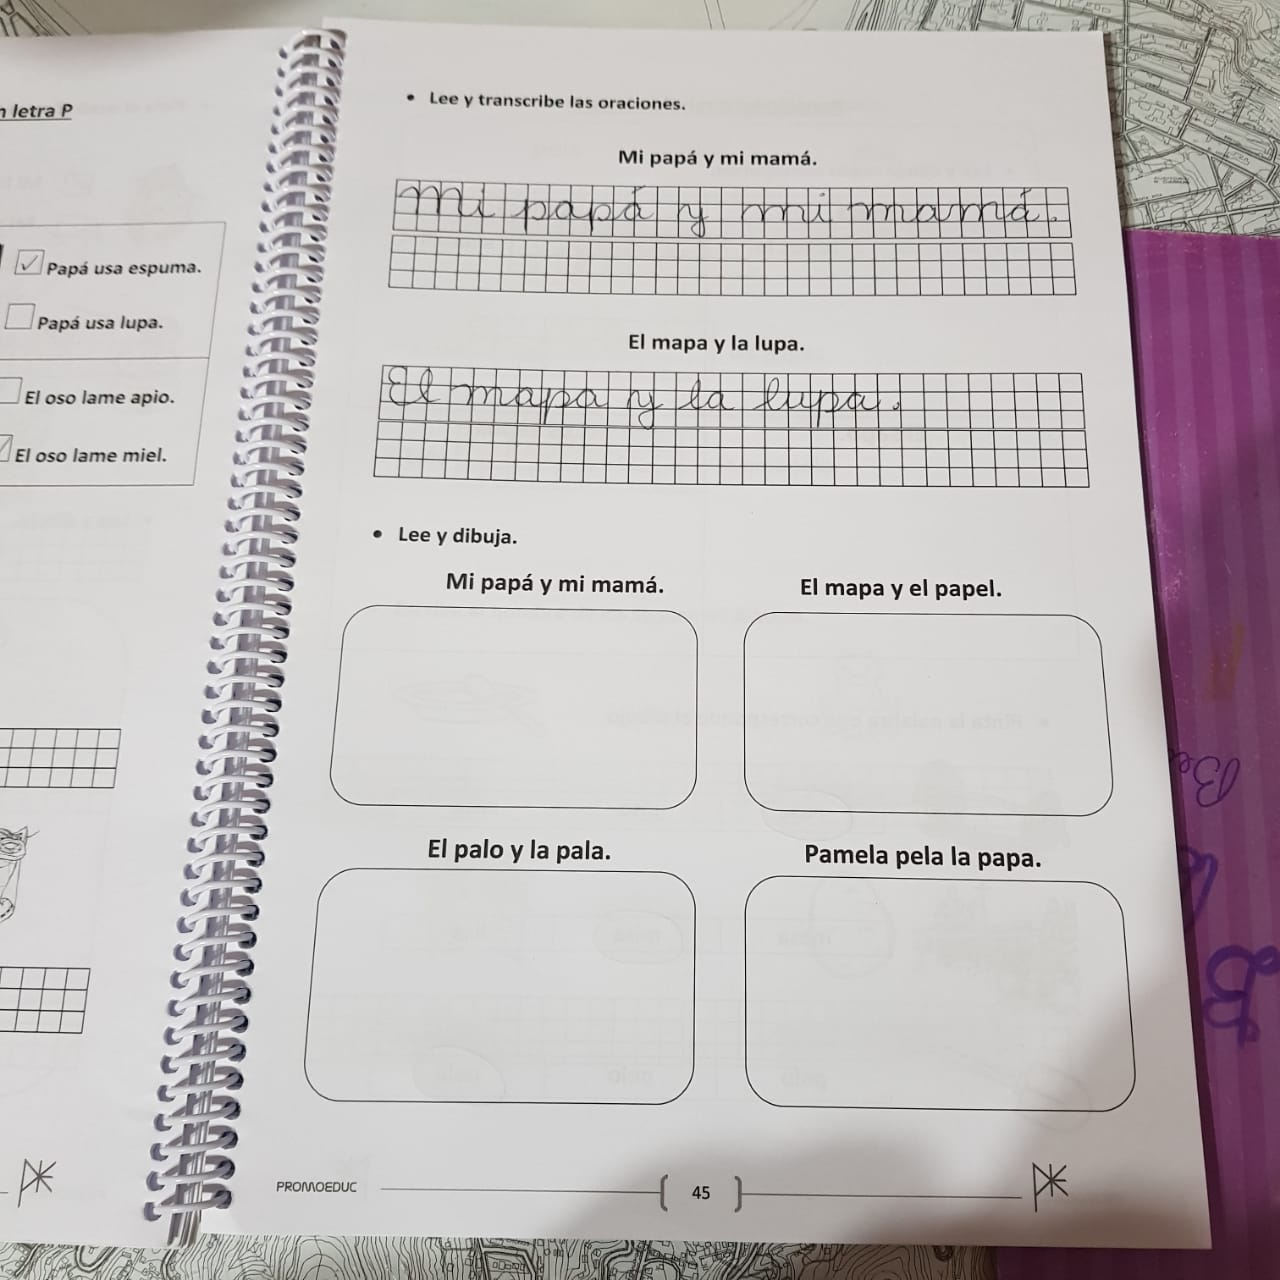 n letra P
Papá usa espuma.
Papá usa lupa.
El oso lame apio.
El oso lame miel.
• Lee y transcribe las oraciones.
Mi papá y mi mamá.
Mi papá y mi mamá.
El mapa y la lupa.
El mapa y la lupa.
• Lee y dibuja.
Mi papá y mi mamá.
El mapa y el papel.
El palo y la pala.
Pamela pela la papa.
PROMOEDUC
45